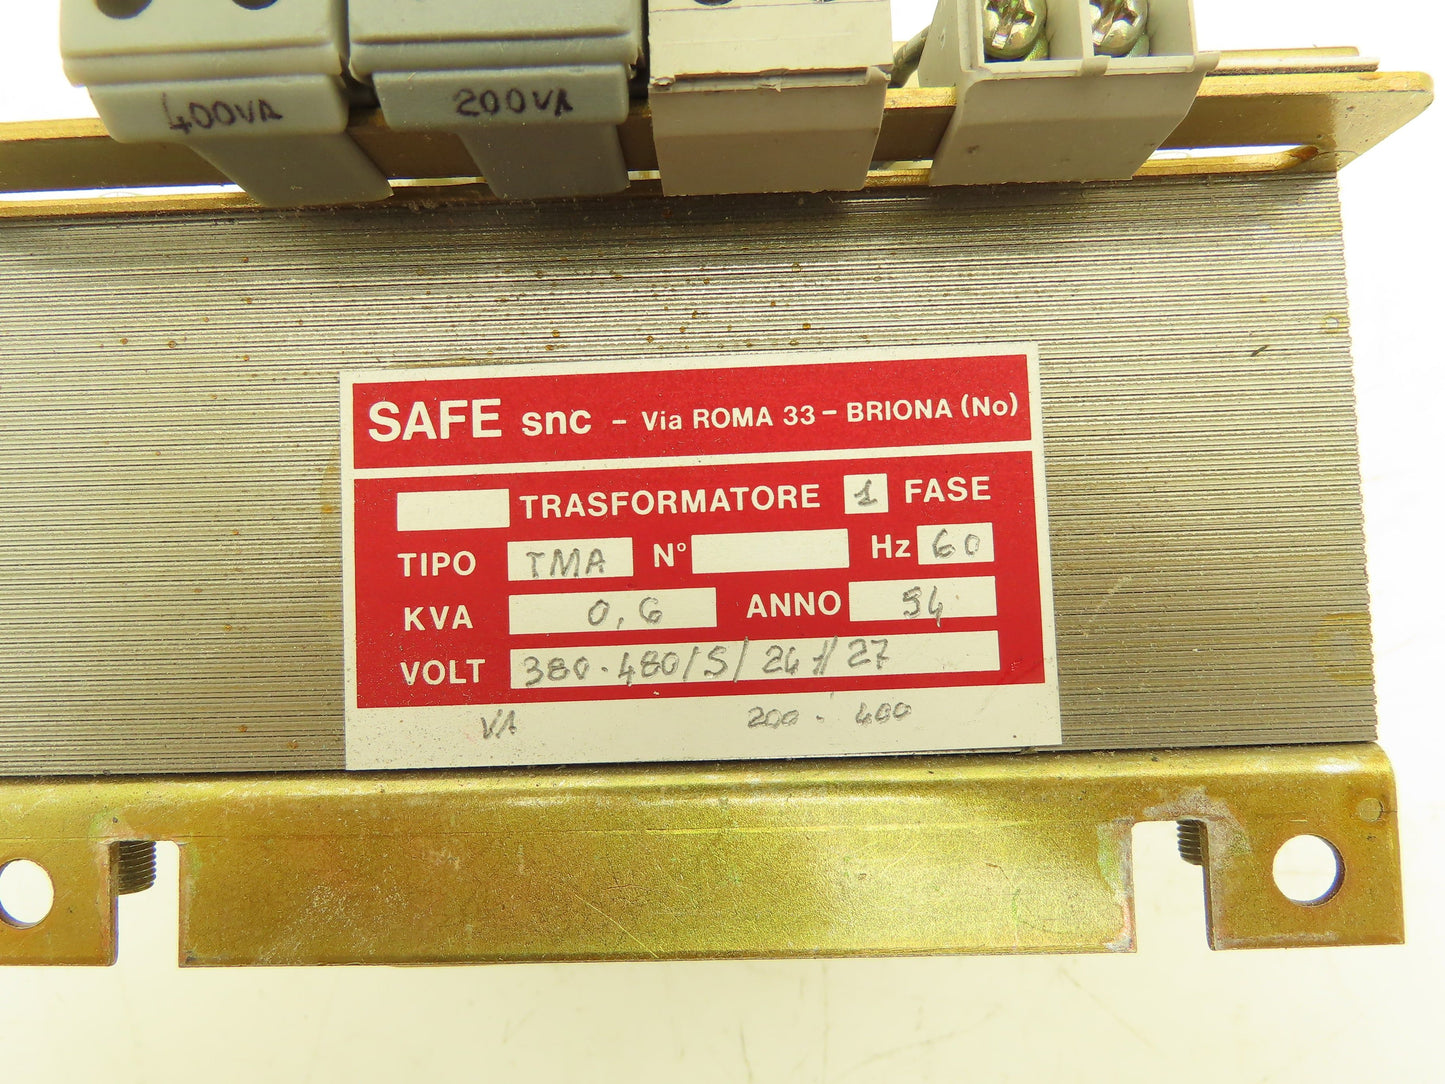 400VA 200VA
SAFE snc - Via ROMA 33 - BRIONA (No)
TRASFORMATORE 1 FASE
TIPO TMA N° Hz 60
KVA 0,6 ANNO 94
VOLT 380-480/S/24//27
VA 200. 400